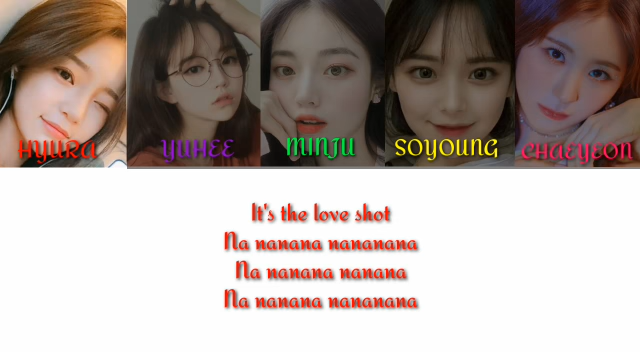 HYURA YUHEE MINJU SOYOUNG CHAEYEON
It's the love shot
Na nanana nananana
Na nanana nanana
Na nanana nananana